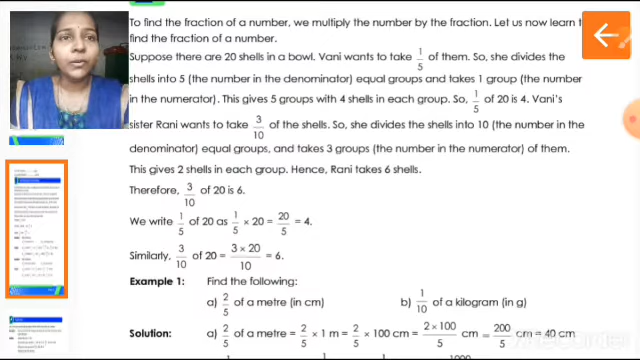 To find the fraction of a number, we multiply the number by the fraction. Let us now learn t
find the fraction of a number.
Suppose there are 20 shells in a bowl. Vani wants to take 1/5 of them. So, she divides the
shells into 5 (the number in the denominator) equal groups and takes 1 group (the number
in the numerator). This gives 5 groups with 4 shells in each group. So, 1/5 of 20 is 4. Vani's
sister Rani wants to take 3/10 of the shells. So, she divides the shells into 10 (the number in the
denominator) equal groups, and takes 3 groups (the number in the numerator) of them.
This gives 2 shells in each group. Hence, Rani takes 6 shells.
Therefore, 3/10 of 20 is 6.
We write 1/5 of 20 as 1/5 × 20 = 20/5 = 4.
Similarly, 3/10 of 20 = (3 × 20)/10 = 6.
Example 1: Find the following:
a) 2/5 of a metre (in cm) b) 1/10 of a kilogram (in g)
Solution: a) 2/5 of a metre = 2/5 × 1 m = 2/5 × 100 cm = (2 × 100)/5 cm = 200/5 cm = 40 cm